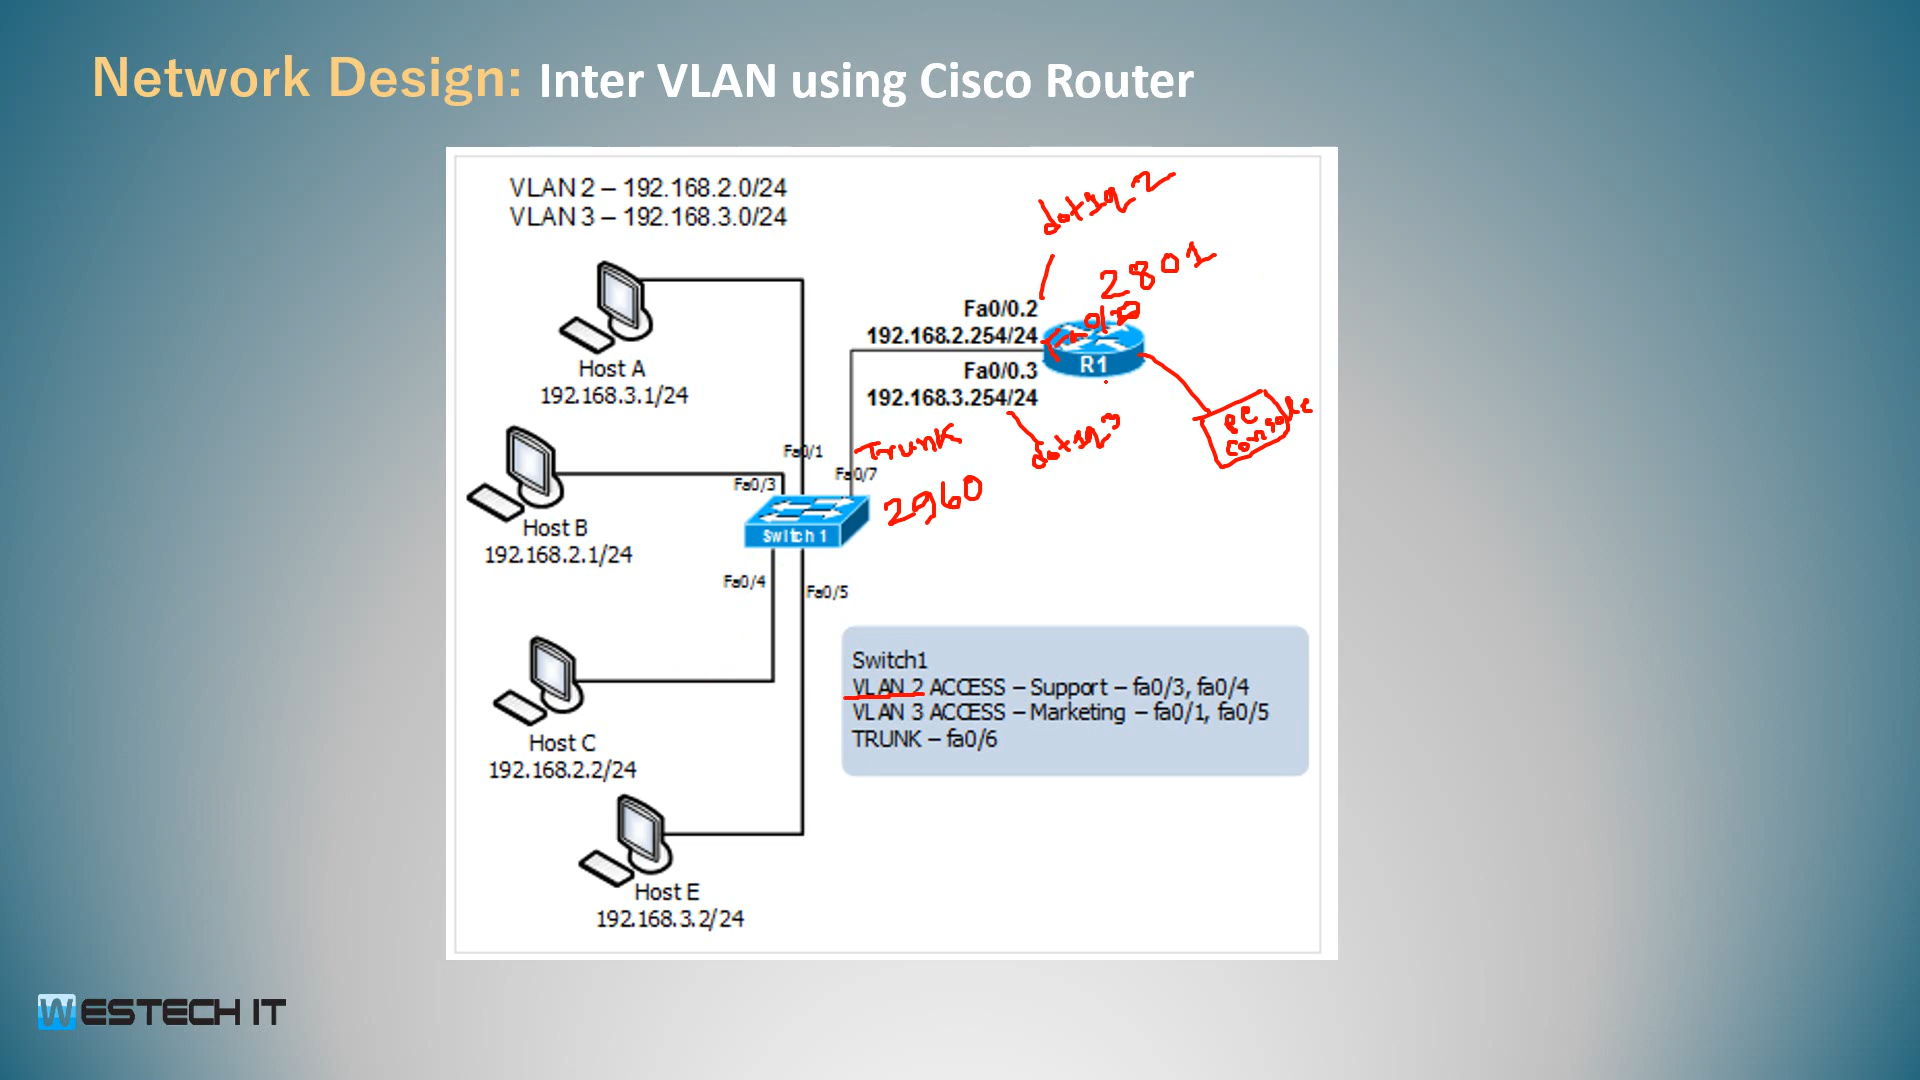 Network Design: Inter VLAN using Cisco Router
VLAN 2 – 192.168.2.0/24
VLAN 3 – 192.168.3.0/24
dot1q 2
2801
Fa0/0.2
192.168.2.254/24
Fa0/0
R1
Fa0/0.3
192.168.3.254/24
dot1q 3
PC
Console
Host A
192.168.3.1/24
Fa0/1
Trunk
Fa0/7
Fa0/3
2960
Switch 1
Host B
192.168.2.1/24
Fa0/4
Fa0/5
Switch1
VLAN 2 ACCESS – Support – fa0/3, fa0/4
VLAN 3 ACCESS – Marketing – fa0/1, fa0/5
TRUNK – fa0/6
Host C
192.168.2.2/24
Host E
192.168.3.2/24
WESTECH IT